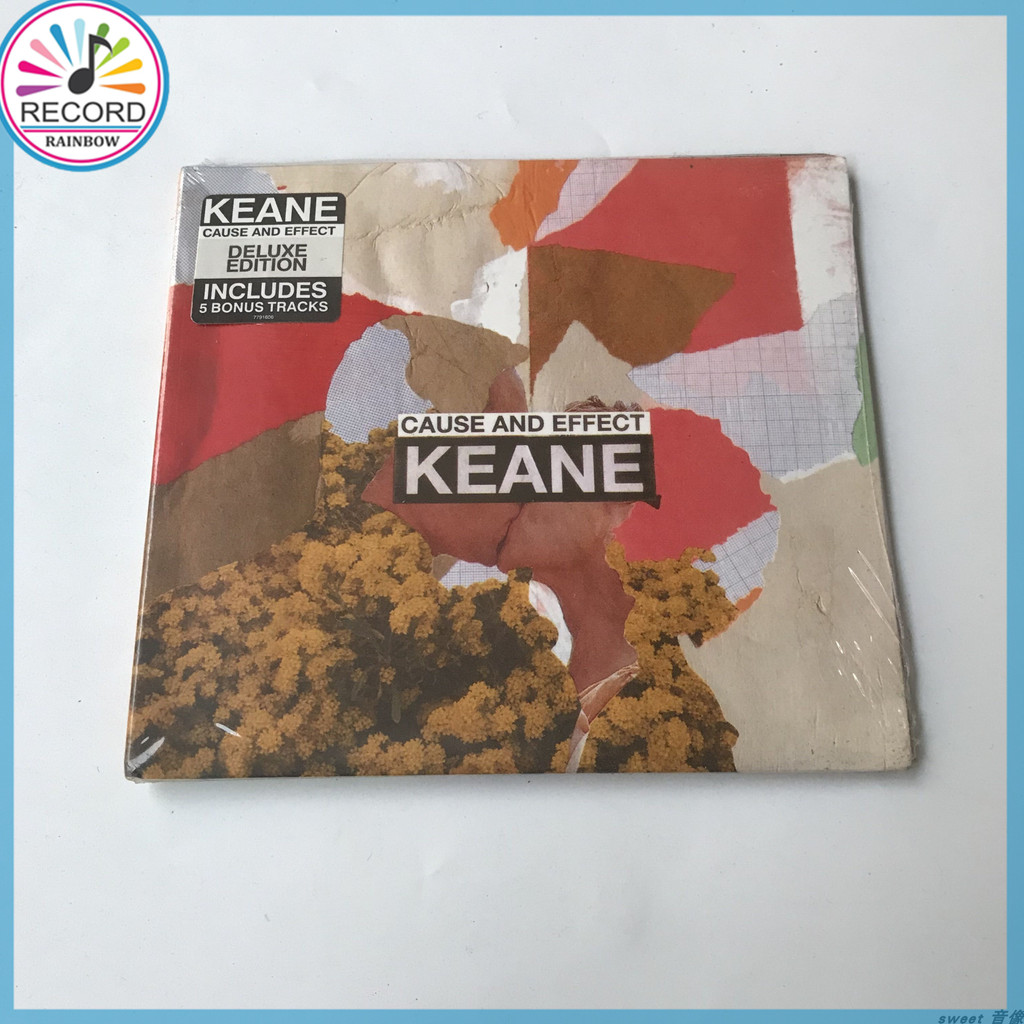 RECORD
RAINBOW
KEANE
CAUSE AND EFFECT
DELUXE
EDITION
INCLUDES
5 BONUS TRACKS
7781606
CAUSE AND EFFECT
KEANE
sweet 音像